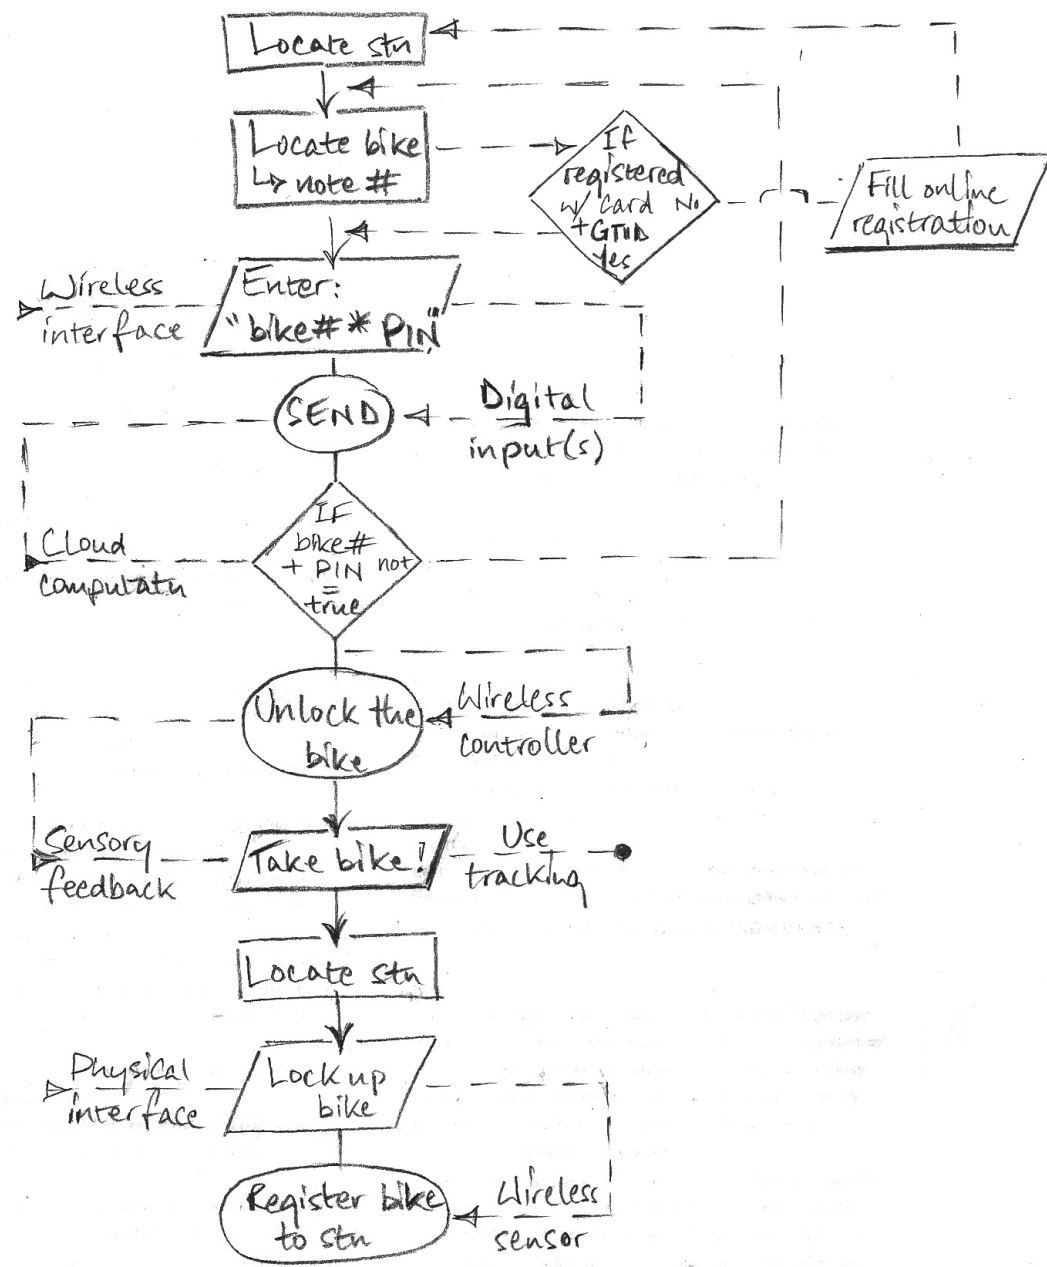 Locate stn
Locate bike
↳ note #
If
registered
w/ Card No
+ GTID
Yes
Fill online
registration
Wireless
interface
Enter:
"bike# * PIN"
SEND
Digital
input(s)
Cloud
computatn
IF
bike#
+ PIN not
=
true
Unlock the
bike
Wireless
controller
Sensory
feedback
Take bike!
Use
tracking
Locate stn
Physical
interface
Lock up
bike
Register bike
to stn
Wireless
sensor